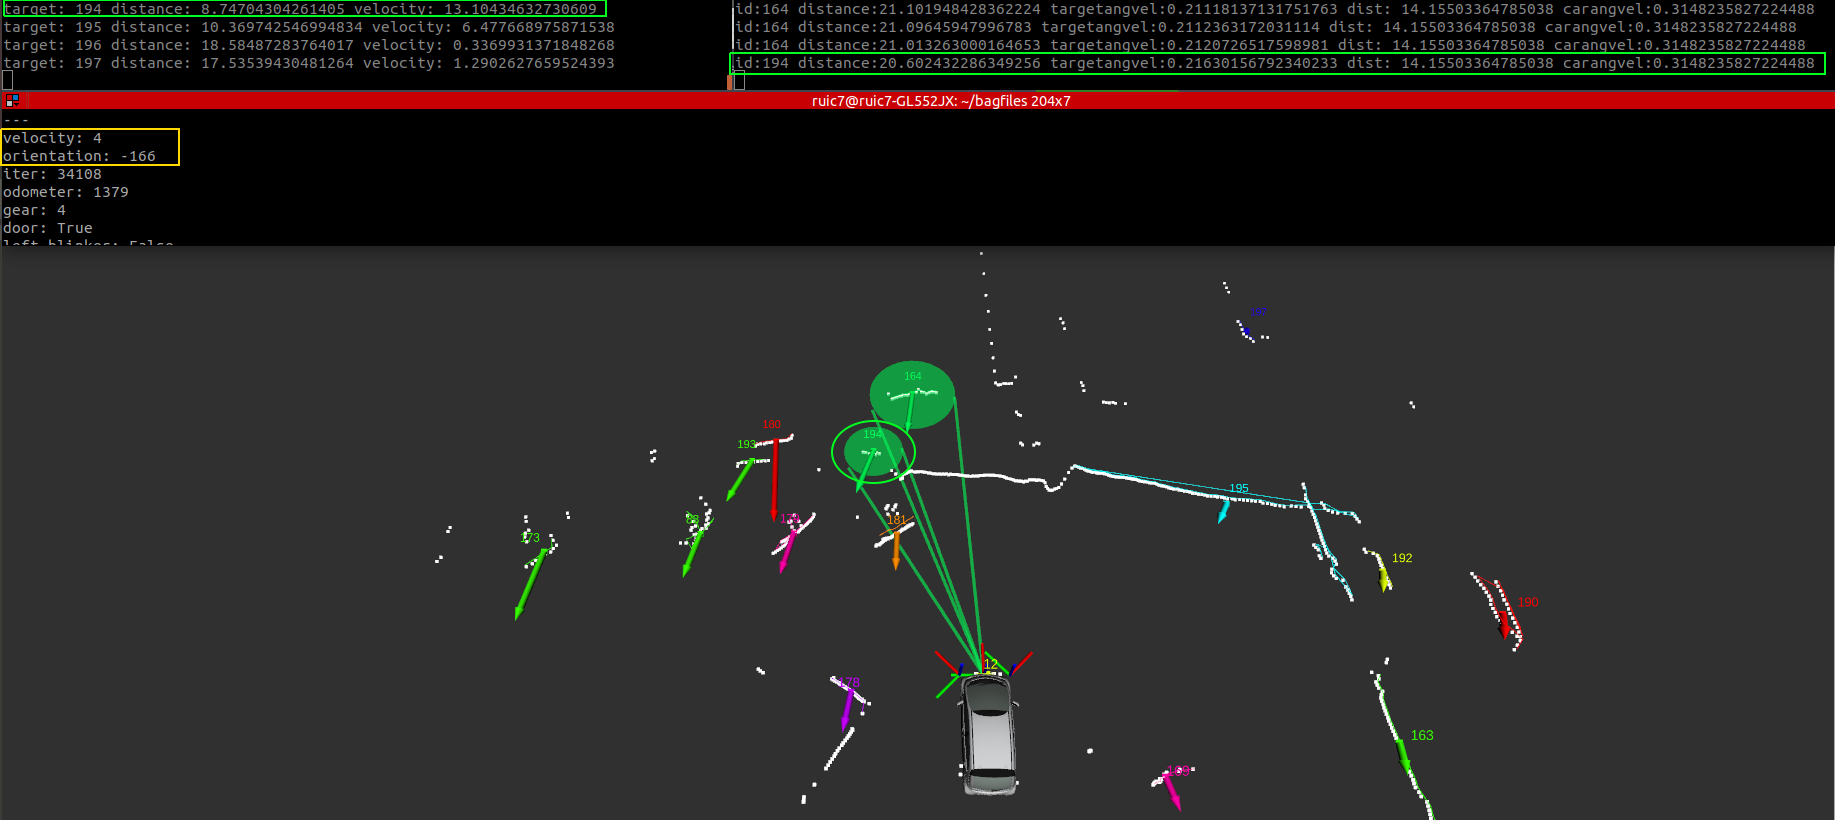 target: 194 distance: 8.74704304261405 velocity: 13.10434632730609
target: 195 distance: 10.369742546994834 velocity: 6.477668975871538
target: 196 distance: 18.58487283764017 velocity: 0.3369931371848268
target: 197 distance: 17.53539430481264 velocity: 1.2902627659524393
id:164 distance:21.101948428362224 targetangvel:0.21118137131751763 dist: 14.15503364785038 carangvel:0.3148235827224488
id:164 distance:21.09645947996783 targetangvel:0.2112363172031114 dist: 14.15503364785038 carangvel:0.3148235827224488
id:164 distance:21.013263000164653 targetangvel:0.2120726517598981 dist: 14.15503364785038 carangvel:0.3148235827224488
id:194 distance:20.602432286349256 targetangvel:0.21630156792340233 dist: 14.15503364785038 carangvel:0.3148235827224488
ruic7@ruic7-GL552JX: ~/bagfiles 204x7
---
velocity: 4
orientation: -166
iter: 34108
odometer: 1379
gear: 4
door: True
left_blinker: False
164
180
194
193
195
88
179
181
173
192
190
12
178
163
169